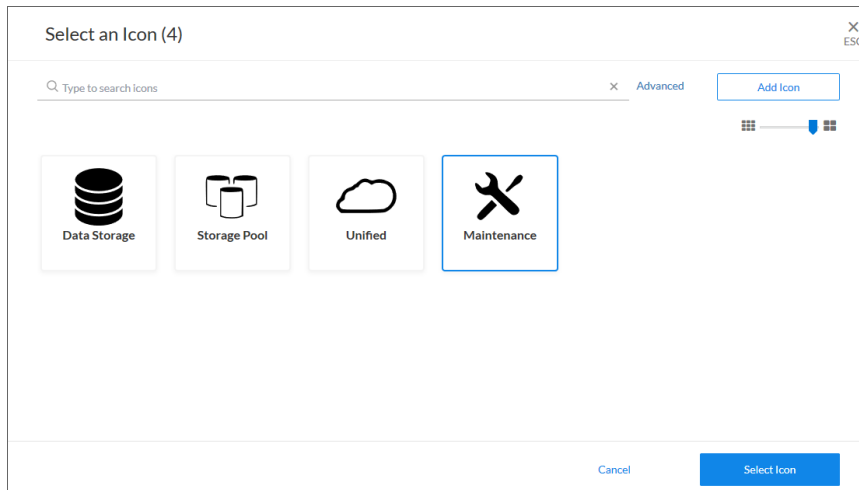 Select an Icon (4)
ESC
Type to search icons
Advanced
Add Icon
Data Storage
Storage Pool
Unified
Maintenance
Cancel
Select Icon